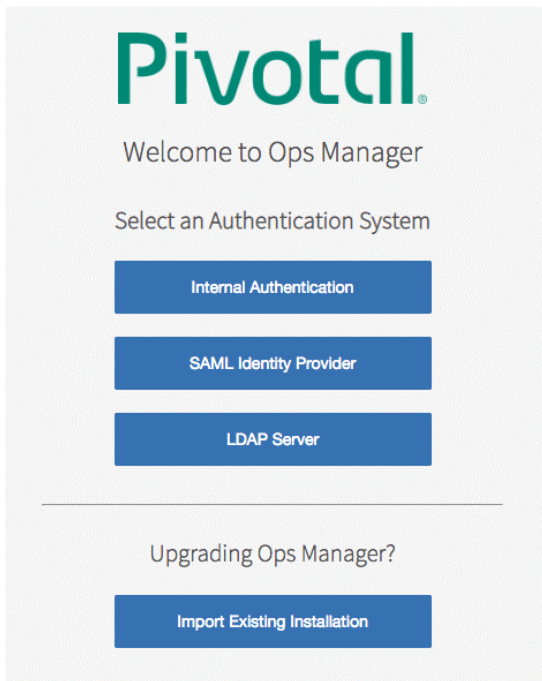 Pivotal®
Welcome to Ops Manager
Select an Authentication System
Internal Authentication
SAML Identity Provider
LDAP Server
Upgrading Ops Manager?
Import Existing Installation